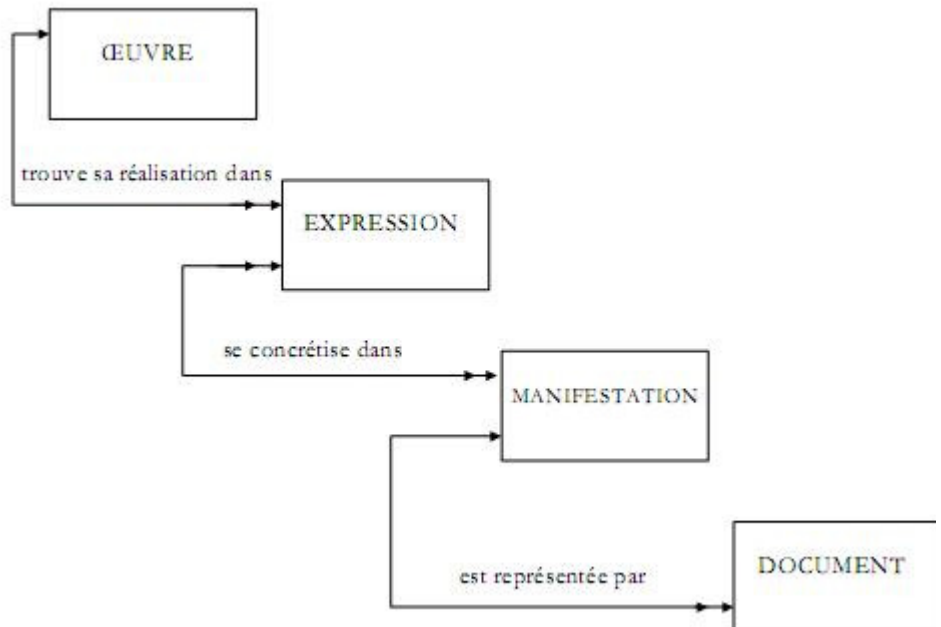 ŒUVRE
trouve sa réalisation dans
EXPRESSION
se concrétise dans
MANIFESTATION
est représentée par
DOCUMENT